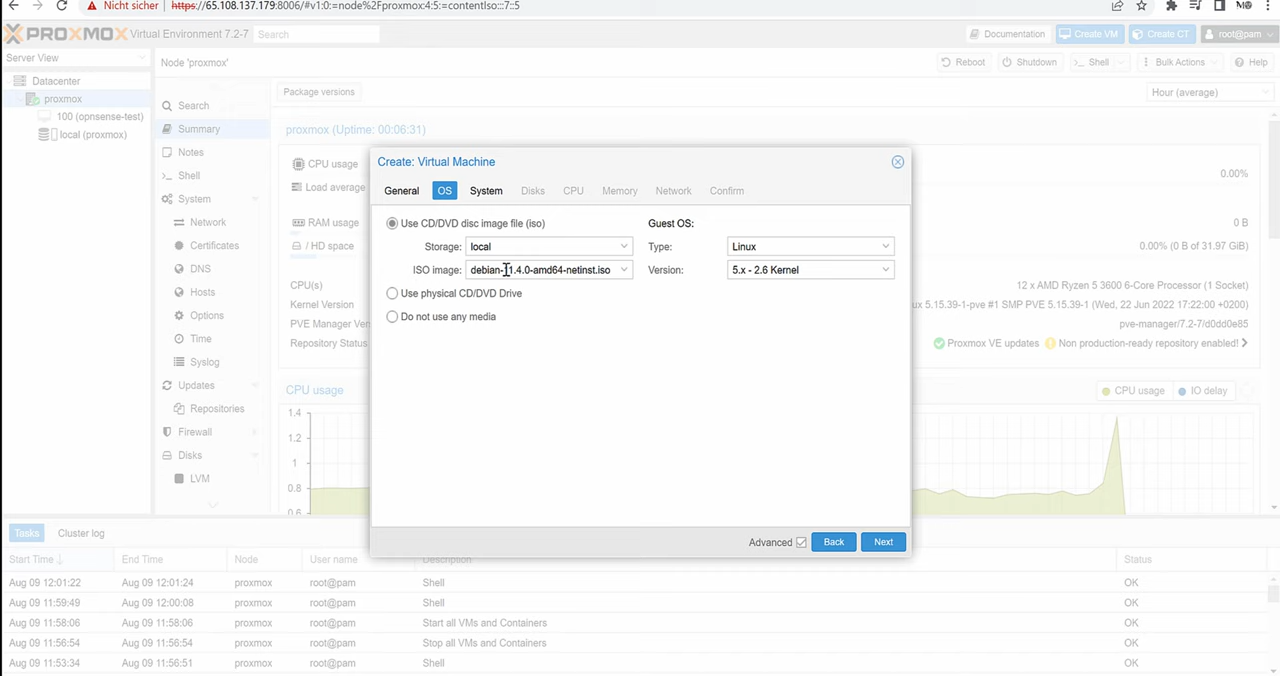 Nicht sicher https://65.108.137.179:8006/#v1:0:=node%2Fproxmox:4:5:=contentIso:::7::5
PROXMOX Virtual Environment 7.2-7 Search Documentation Create VM Create CT root@pam
Server View Node 'proxmox' Reboot Shutdown >_ Shell Bulk Actions Help
Datacenter
proxmox
100 (opnsense-test)
local (proxmox)
Search
Summary
Notes
>_ Shell
System
Network
Certificates
DNS
Hosts
Options
Time
Syslog
Updates
Repositories
Firewall
Disks
LVM
Package versions Hour (average)
proxmox (Uptime: 00:06:31)
CPU usage 0.00%
Load average
RAM usage 0 B
/ HD space 0.00% (0 B of 31.97 GiB)
CPU(s) 12 x AMD Ryzen 5 3600 6-Core Processor (1 Socket)
Kernel Version ux 5.15.39-1-pve #1 SMP PVE 5.15.39-1 (Wed, 22 Jun 2022 17:22:00 +0200)
PVE Manager Ver pve-manager/7.2-7/d0dd0e85
Repository Status Proxmox VE updates Non production-ready repository enabled!
CPU usage CPU usage IO delay
1.4
1.2
1
0.8
0.6
Create: Virtual Machine
General OS System Disks CPU Memory Network Confirm
Use CD/DVD disc image file (iso) Guest OS:
Storage: local Type: Linux
ISO image: debian-11.4.0-amd64-netinst.iso Version: 5.x - 2.6 Kernel
Use physical CD/DVD Drive
Do not use any media
Advanced Back Next
Tasks Cluster log
Start Time End Time Node User name Description Status
Aug 09 12:01:22 Aug 09 12:01:24 proxmox root@pam Shell OK
Aug 09 11:59:49 Aug 09 12:00:08 proxmox root@pam Shell OK
Aug 09 11:58:06 Aug 09 11:58:06 proxmox root@pam Start all VMs and Containers OK
Aug 09 11:56:54 Aug 09 11:56:54 proxmox root@pam Stop all VMs and Containers OK
Aug 09 11:53:34 Aug 09 11:56:51 proxmox root@pam Shell OK